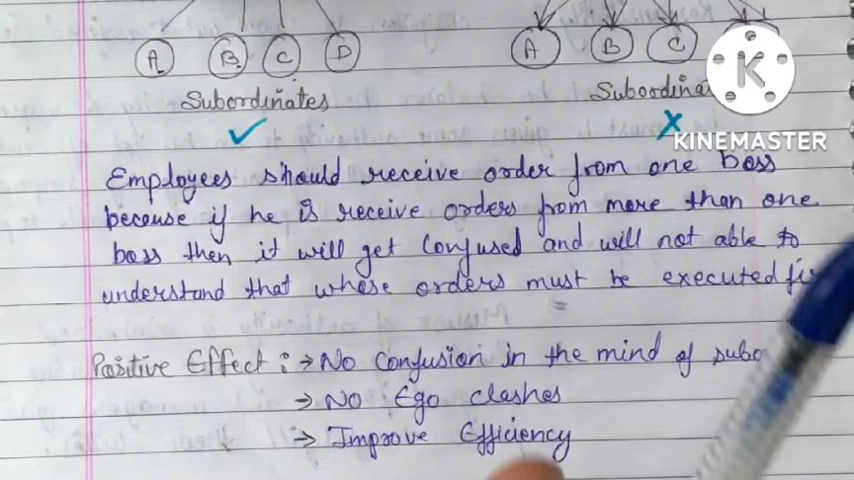 A B C D A B C
Subordinates
KINEMASTER
Employees should receive order from one boss
because if he is receive orders from more than one
boss then it will get Confused and will not able to
understand that whose orders must be executed
Positive Effect :→ No Confusion in the mind of
→ No Ego clashes
→ Improve Efficiency